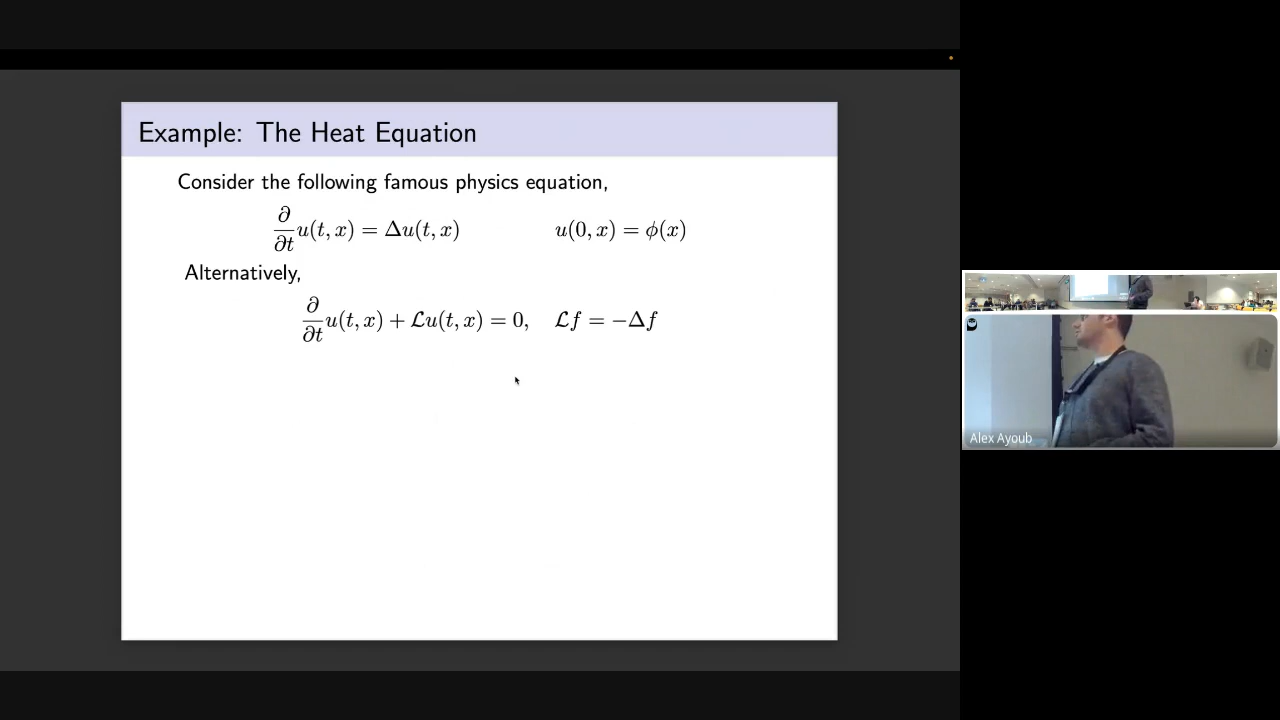 Example: The Heat Equation
Consider the following famous physics equation,
∂/∂t u(t, x) = Δu(t, x) u(0, x) = ϕ(x)
Alternatively,
∂/∂t u(t, x) + ℒu(t, x) = 0, ℒf = −Δf
Alex Ayoub